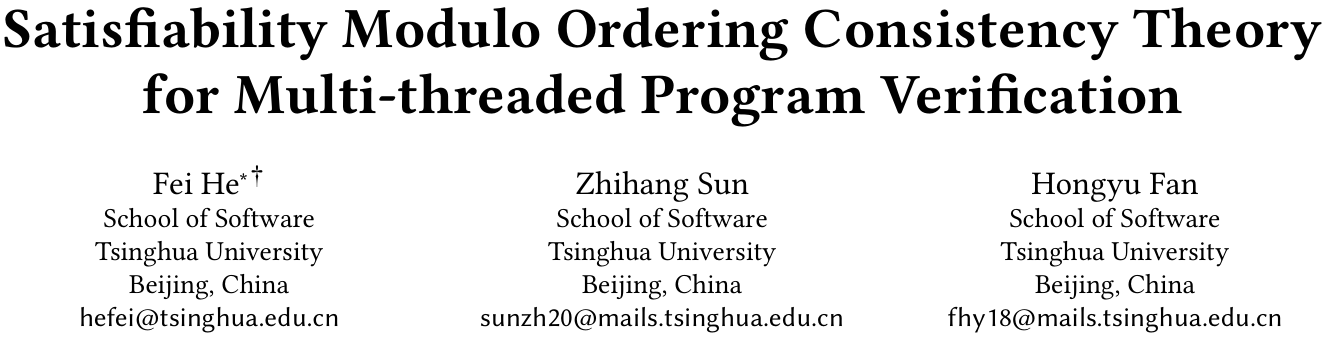 Satisfiability Modulo Ordering Consistency Theory
for Multi-threaded Program Verification
Fei He*†
School of Software
Tsinghua University
Beijing, China
hefei@tsinghua.edu.cn
Zhihang Sun
School of Software
Tsinghua University
Beijing, China
sunzh20@mails.tsinghua.edu.cn
Hongyu Fan
School of Software
Tsinghua University
Beijing, China
fhy18@mails.tsinghua.edu.cn